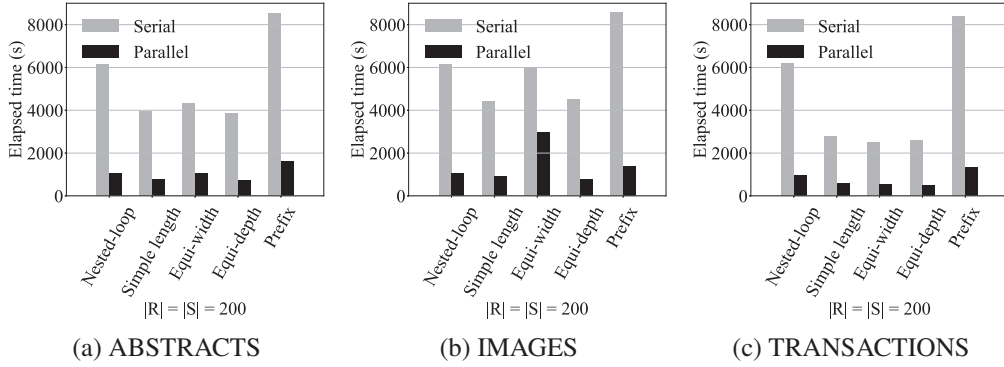 Elapsed time (s)
8000
6000
4000
2000
0
Serial
Parallel
Nested-loop
Simple length
Equi-width
Equi-depth
Prefix
|R| = |S| = 200
(a) ABSTRACTS
Elapsed time (s)
8000
6000
4000
2000
0
Serial
Parallel
Nested-loop
Simple length
Equi-width
Equi-depth
Prefix
|R| = |S| = 200
(b) IMAGES
Elapsed time (s)
8000
6000
4000
2000
0
Serial
Parallel
Nested-loop
Simple length
Equi-width
Equi-depth
Prefix
|R| = |S| = 200
(c) TRANSACTIONS